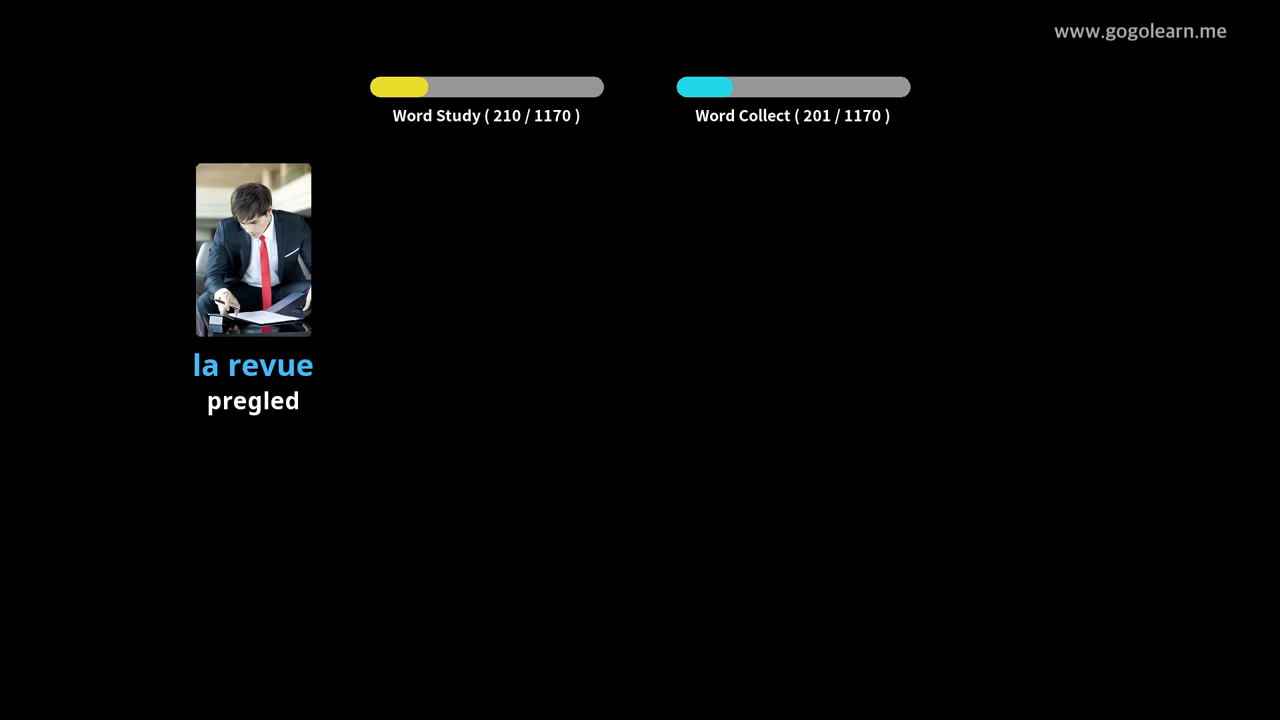 www.gogolearn.me
Word Study ( 210 / 1170 )
Word Collect ( 201 / 1170 )
la revue
pregled